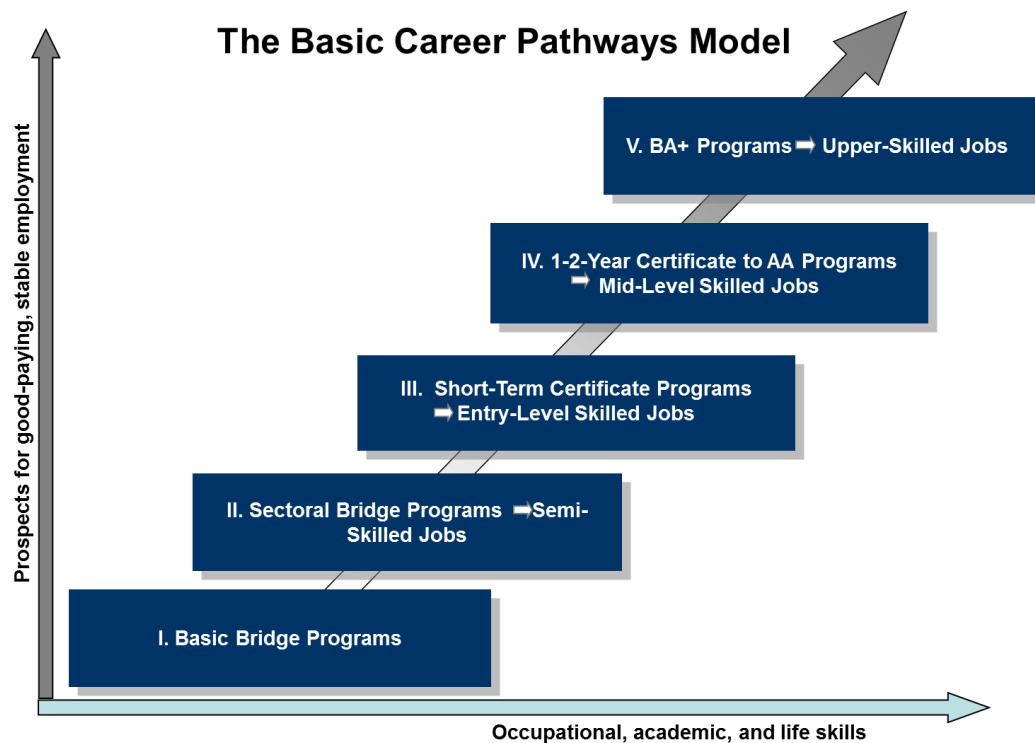 The Basic Career Pathways Model
Prospects for good-paying, stable employment
V. BA+ Programs Upper-Skilled Jobs
IV. 1-2-Year Certificate to AA Programs
Mid-Level Skilled Jobs
III. Short-Term Certificate Programs
Entry-Level Skilled Jobs
II. Sectoral Bridge Programs Semi-
Skilled Jobs
I. Basic Bridge Programs
Occupational, academic, and life skills